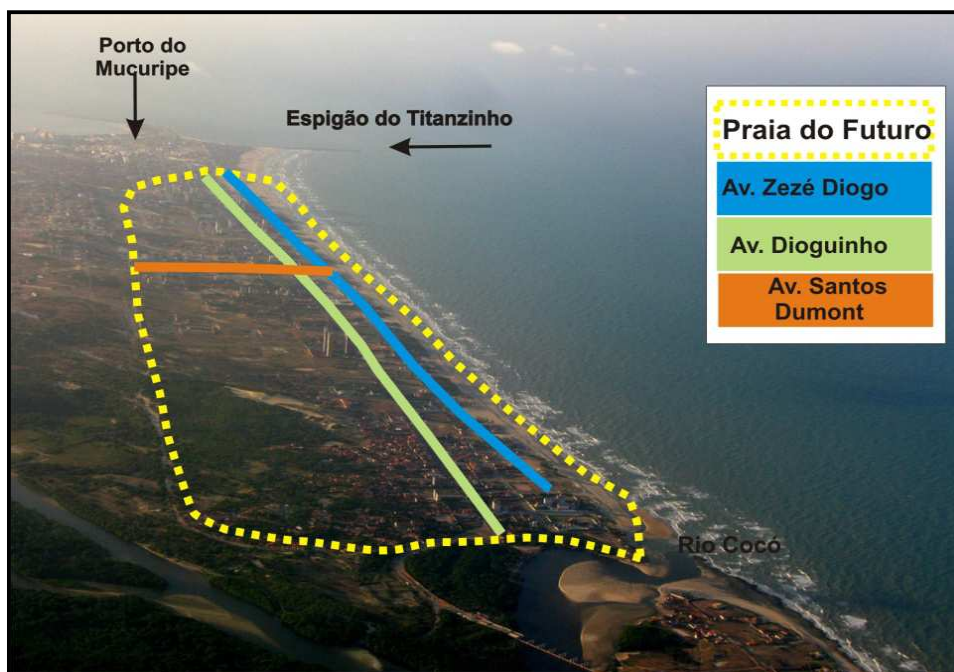 Porto do
Mucuripe
Espigão do Titanzinho
Praia do Futuro
Av. Zezé Diogo
Av. Dioguinho
Av. Santos
Dumont
Rio Cocó